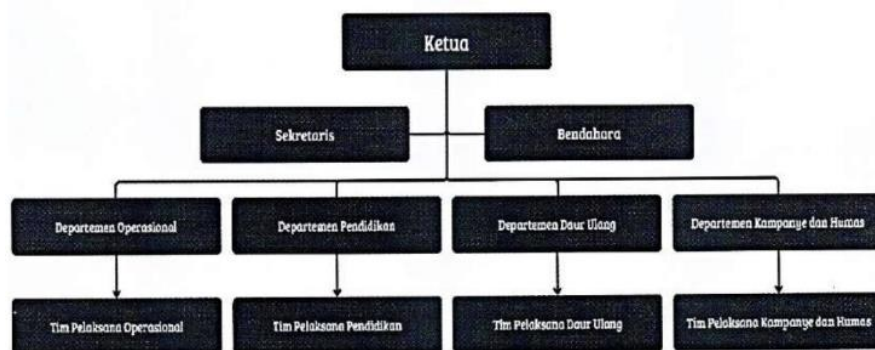 Ketua
Sekretaris
Bendahara
Departemen Operasional
Departemen Pendidikan
Departemen Daur Ulang
Departemen Kampanye dan Humas
Tim Pelaksana Operasional
Tim Pelaksana Pendidikan
Tim Pelaksana Daur Ulang
Tim Pelaksana Kampanye dan Humas